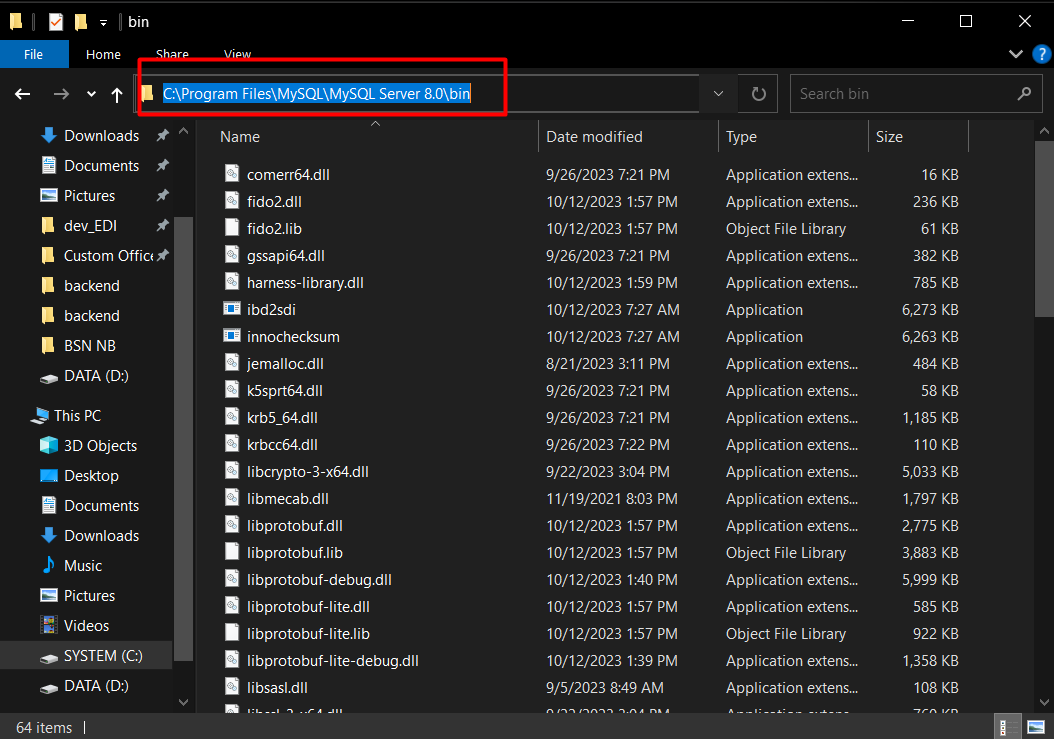 bin
File Home Share View
C:\Program Files\MySQL\MySQL Server 8.0\bin
Search bin
Name Date modified Type Size
Downloads
Documents
Pictures
dev_EDI
Custom Office
backend
backend
BSN NB
DATA (D:)
This PC
3D Objects
Desktop
Documents
Downloads
Music
Pictures
Videos
SYSTEM (C:)
DATA (D:)
comerr64.dll 9/26/2023 7:21 PM Application extens... 16 KB
fido2.dll 10/12/2023 1:57 PM Application extens... 236 KB
fido2.lib 10/12/2023 1:57 PM Object File Library 61 KB
gssapi64.dll 9/26/2023 7:21 PM Application extens... 382 KB
harness-library.dll 10/12/2023 1:59 PM Application extens... 785 KB
ibd2sdi 10/12/2023 7:27 AM Application 6,273 KB
innochecksum 10/12/2023 7:27 AM Application 6,263 KB
jemalloc.dll 8/21/2023 3:11 PM Application extens... 484 KB
k5sprt64.dll 9/26/2023 7:21 PM Application extens... 58 KB
krb5_64.dll 9/26/2023 7:21 PM Application extens... 1,185 KB
krbcc64.dll 9/26/2023 7:22 PM Application extens... 110 KB
libcrypto-3-x64.dll 9/22/2023 3:04 PM Application extens... 5,033 KB
libmecab.dll 11/19/2021 8:03 PM Application extens... 1,797 KB
libprotobuf.dll 10/12/2023 1:57 PM Application extens... 2,775 KB
libprotobuf.lib 10/12/2023 1:57 PM Object File Library 3,883 KB
libprotobuf-debug.dll 10/12/2023 1:40 PM Application extens... 5,999 KB
libprotobuf-lite.dll 10/12/2023 1:57 PM Application extens... 585 KB
libprotobuf-lite.lib 10/12/2023 1:57 PM Object File Library 922 KB
libprotobuf-lite-debug.dll 10/12/2023 1:39 PM Application extens... 1,358 KB
libsasl.dll 9/5/2023 8:49 AM Application extens... 108 KB
64 items